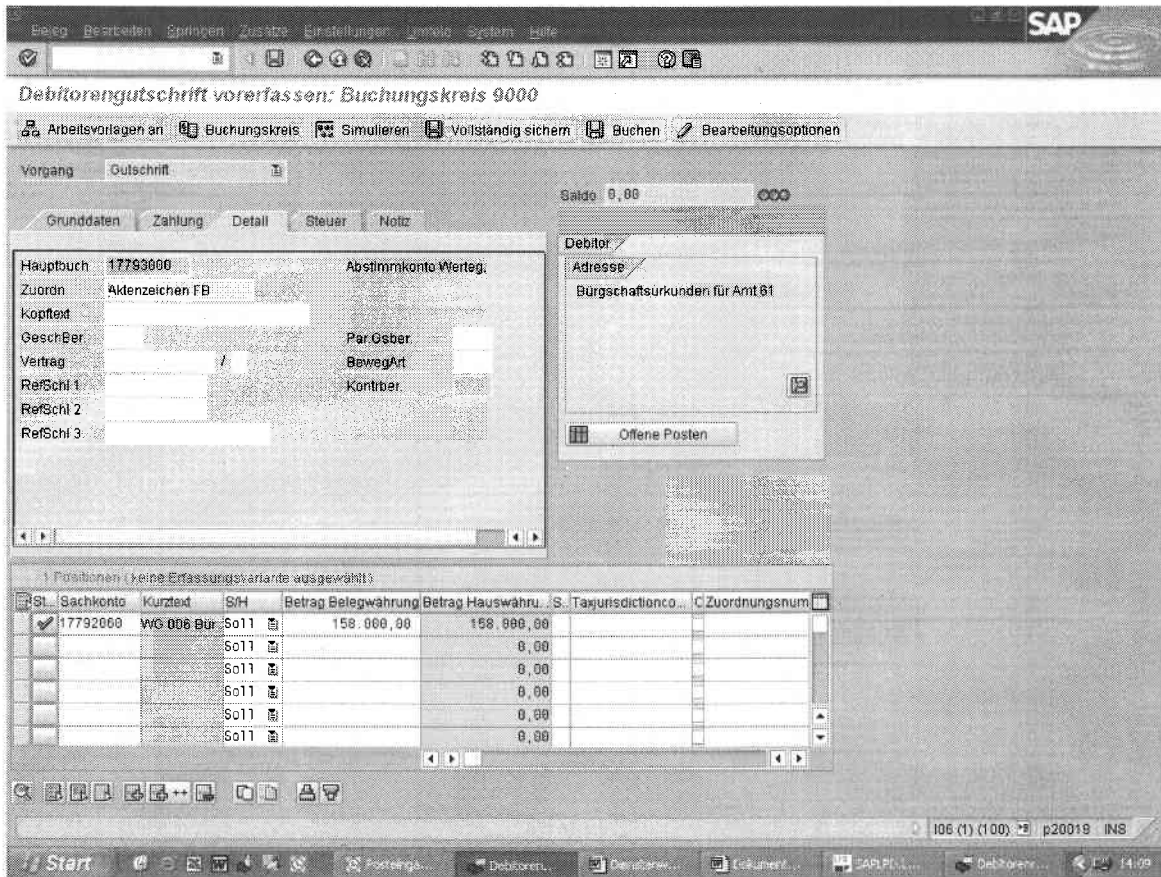 Beleg Bearbeiten Springen Zusätze Einstellungen Umfeld System Hilfe
SAP
Debitorengutschrift vorerfassen: Buchungskreis 9000
Arbeitsvorlagen an Buchungskreis Simulieren Vollständig sichern Buchen Bearbeitungsoptionen
Vorgang Gutschrift
Saldo 0,00
Grunddaten Zahlung Detail Steuer Notiz
Debitor
Hauptbuch 17793000 Abstimmkonto Werteg.
Adresse
Zuordn Aktenzeichen FB
Bürgschaftsurkunden für Amt 61
Kopftext
GeschBer. Par.Gsber.
Vertrag / BewegArt
RefSchl 1 Kontrber.
RefSchl 2
RefSchl 3
Offene Posten
1 Positionen (keine Erfassungsvariante ausgewählt)
St... Sachkonto Kurztext S/H Betrag Belegwährung Betrag Hauswähru... S.. Taxjurisdictionco... C Zuordnungsnum
17792060 WG 006 Bür Soll 158.000,00 158.000,00
Soll 0,00
Soll 0,00
Soll 0,00
Soll 0,00
Soll 0,00
I06 (1) (100) p20019 INS
Start Posteinga... Debitoren... Dokument... SAPLPD... Debitoren... 14:09